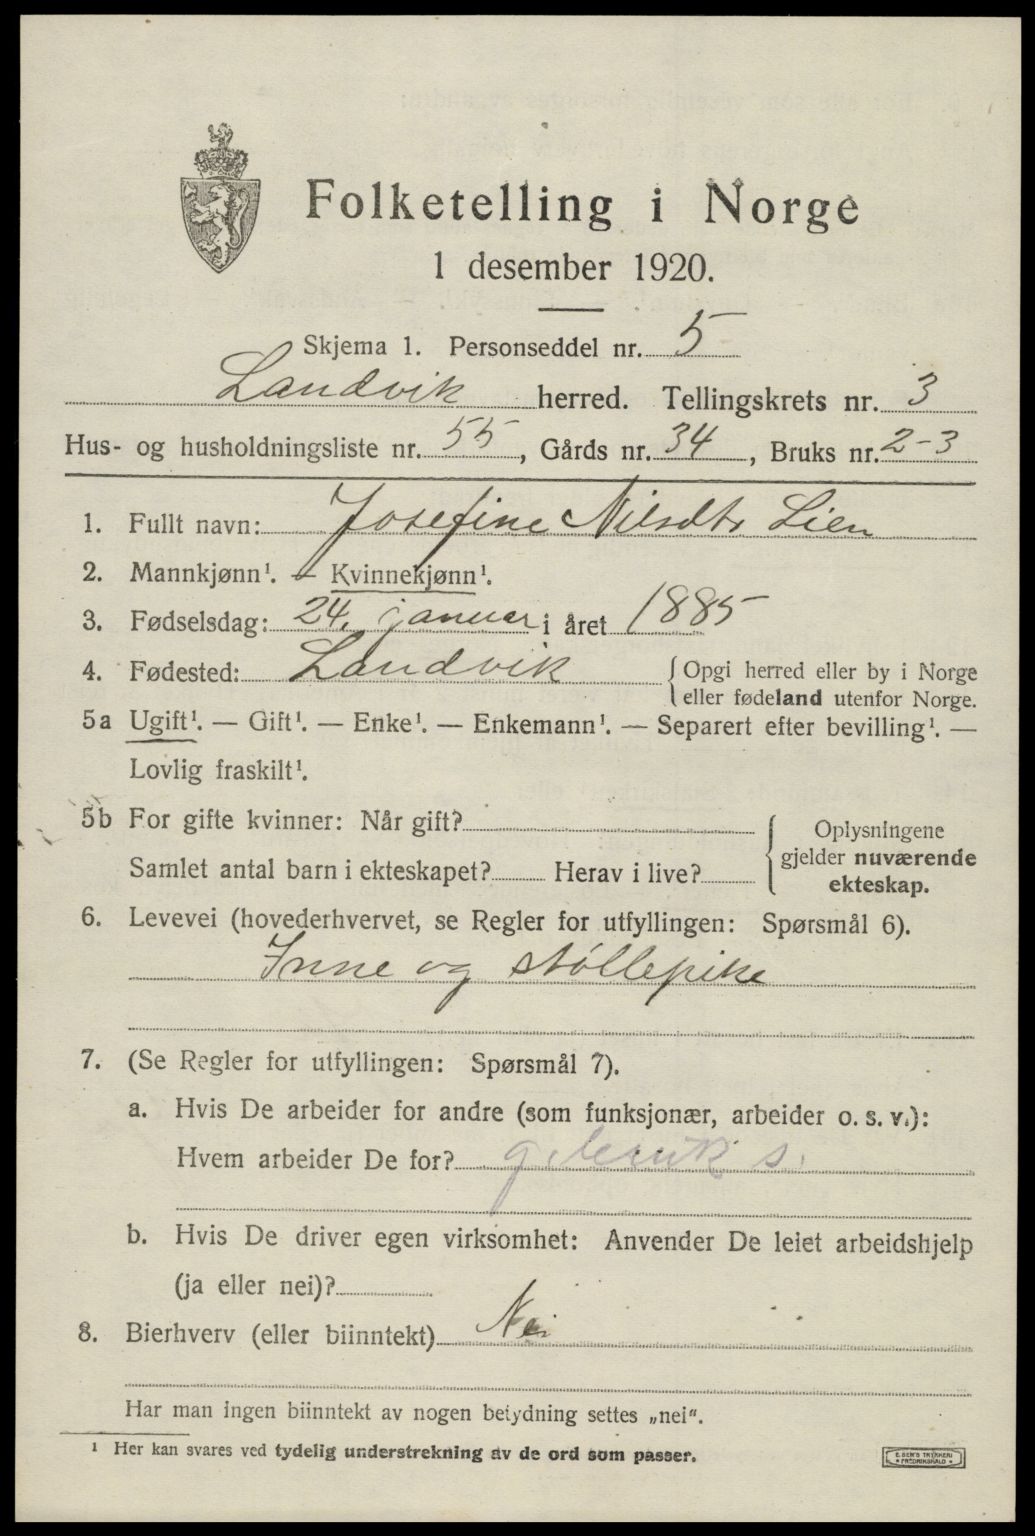 Folketelling i Norge
1 desember 1920.
Skjema 1. Personseddel nr. 5
Landvik herred. Tellingskrets nr. 3
Hus- og husholdningsliste nr. 55, Gårds nr. 34, Bruks nr. 2-3
1. Fullt navn: Josefine Nilsdtr Lien
2. Mannkjønn¹. — Kvinnekjønn¹.
3. Fødselsdag: 24. januar i året 1885
4. Fødested: Landvik { Opgi herred eller by i Norge
eller fødeland utenfor Norge.
5a Ugift¹. — Gift¹. — Enke¹. — Enkemann¹. — Separert efter bevilling¹. —
Lovlig fraskilt¹.
5b For gifte kvinner: Når gift?
Samlet antal barn i ekteskapet? Herav i live?
{ Oplysningene
gjelder nuværende
ekteskap.
6. Levevei (hovederhvervet, se Regler for utfyllingen: Spørsmål 6).
Inne og støllepike
7. (Se Regler for utfyllingen: Spørsmål 7).
a. Hvis De arbeider for andre (som funksjonær, arbeider o. s. v.):
Hvem arbeider De for?
b. Hvis De driver egen virksomhet: Anvender De leiet arbeidshjelp
(ja eller nei)?
8. Bierhverv (eller biinntekt) Nei
Har man ingen biinntekt av nogen betydning settes „nei".
¹ Her kan svares ved tydelig understrekning av de ord som passer.
E. SEM'S TRYKKERI
FREDRIKSHALD